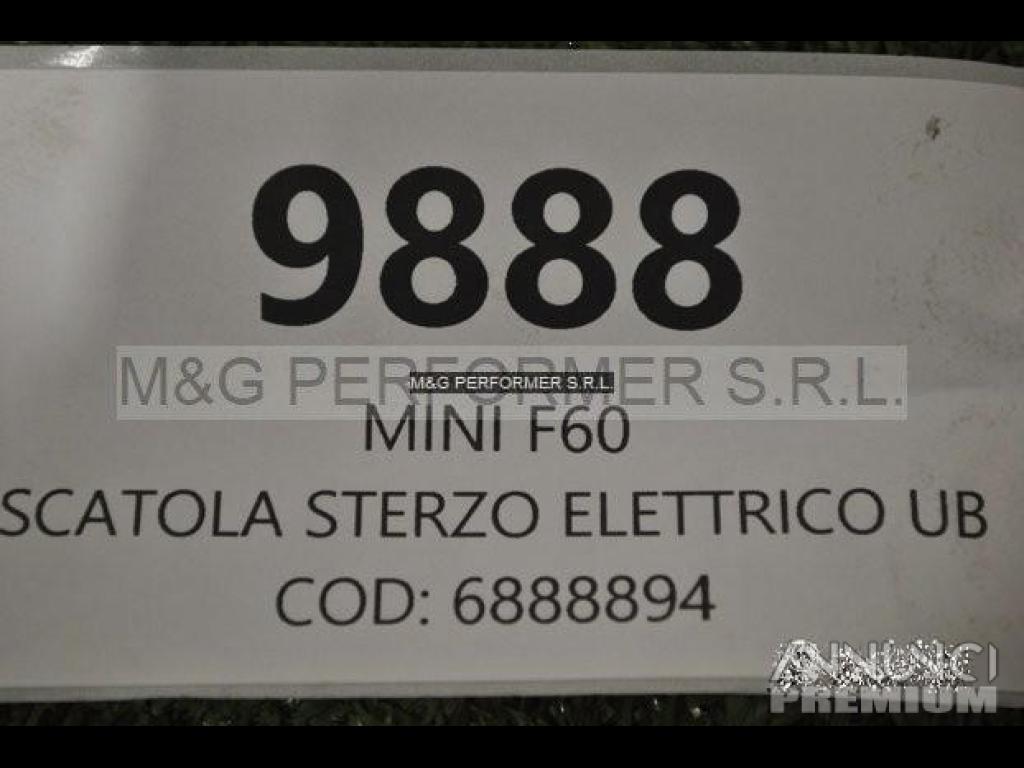 9888
M&G PERFORMER S.R.L.
M&G PERFORMER S.R.L.
MINI F60
SCATOLA STERZO ELETTRICO UB
COD: 6888894
ANNUNCI
PREMIUM